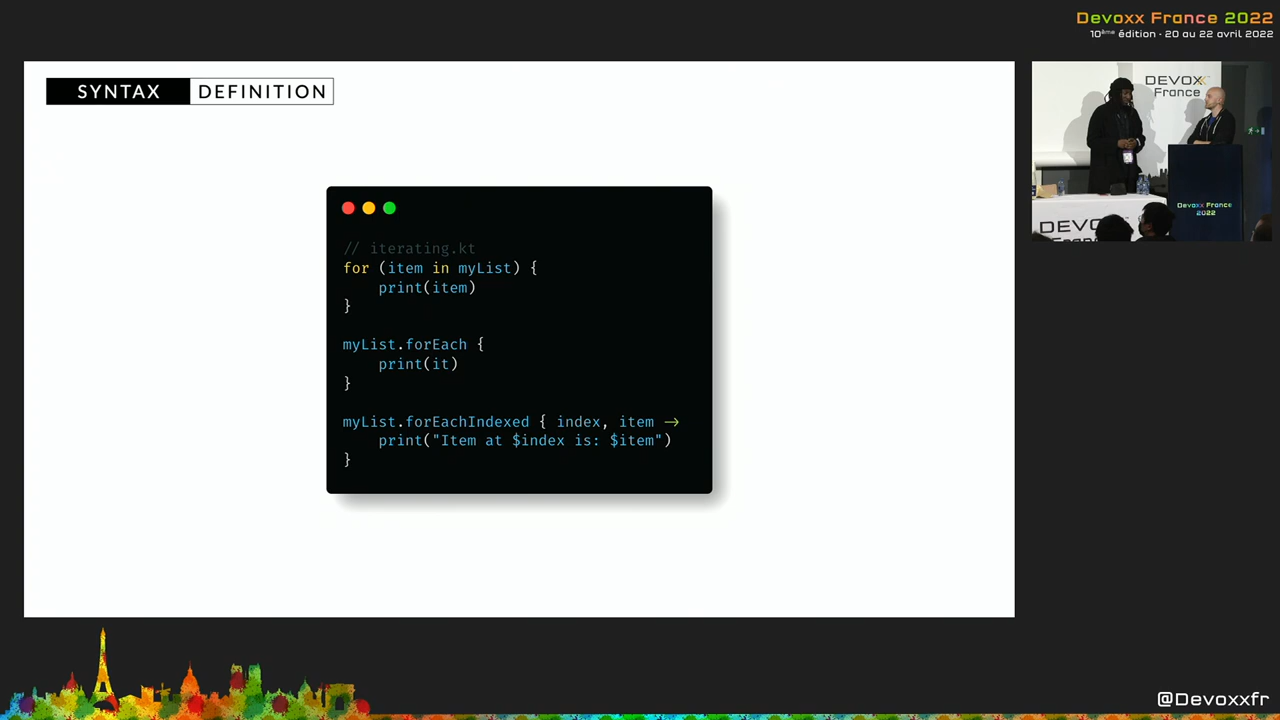 Devoxx France 2022
10ème édition · 20 au 22 avril 2022
SYNTAX DEFINITION
// iterating.kt
for (item in myList) {
    print(item)
}
myList.forEach {
    print(it)
}
myList.forEachIndexed { index, item →
    print("Item at $index is: $item")
}
DEVOXX
France
Devoxx France
2022
DEVO
@Devoxxfr